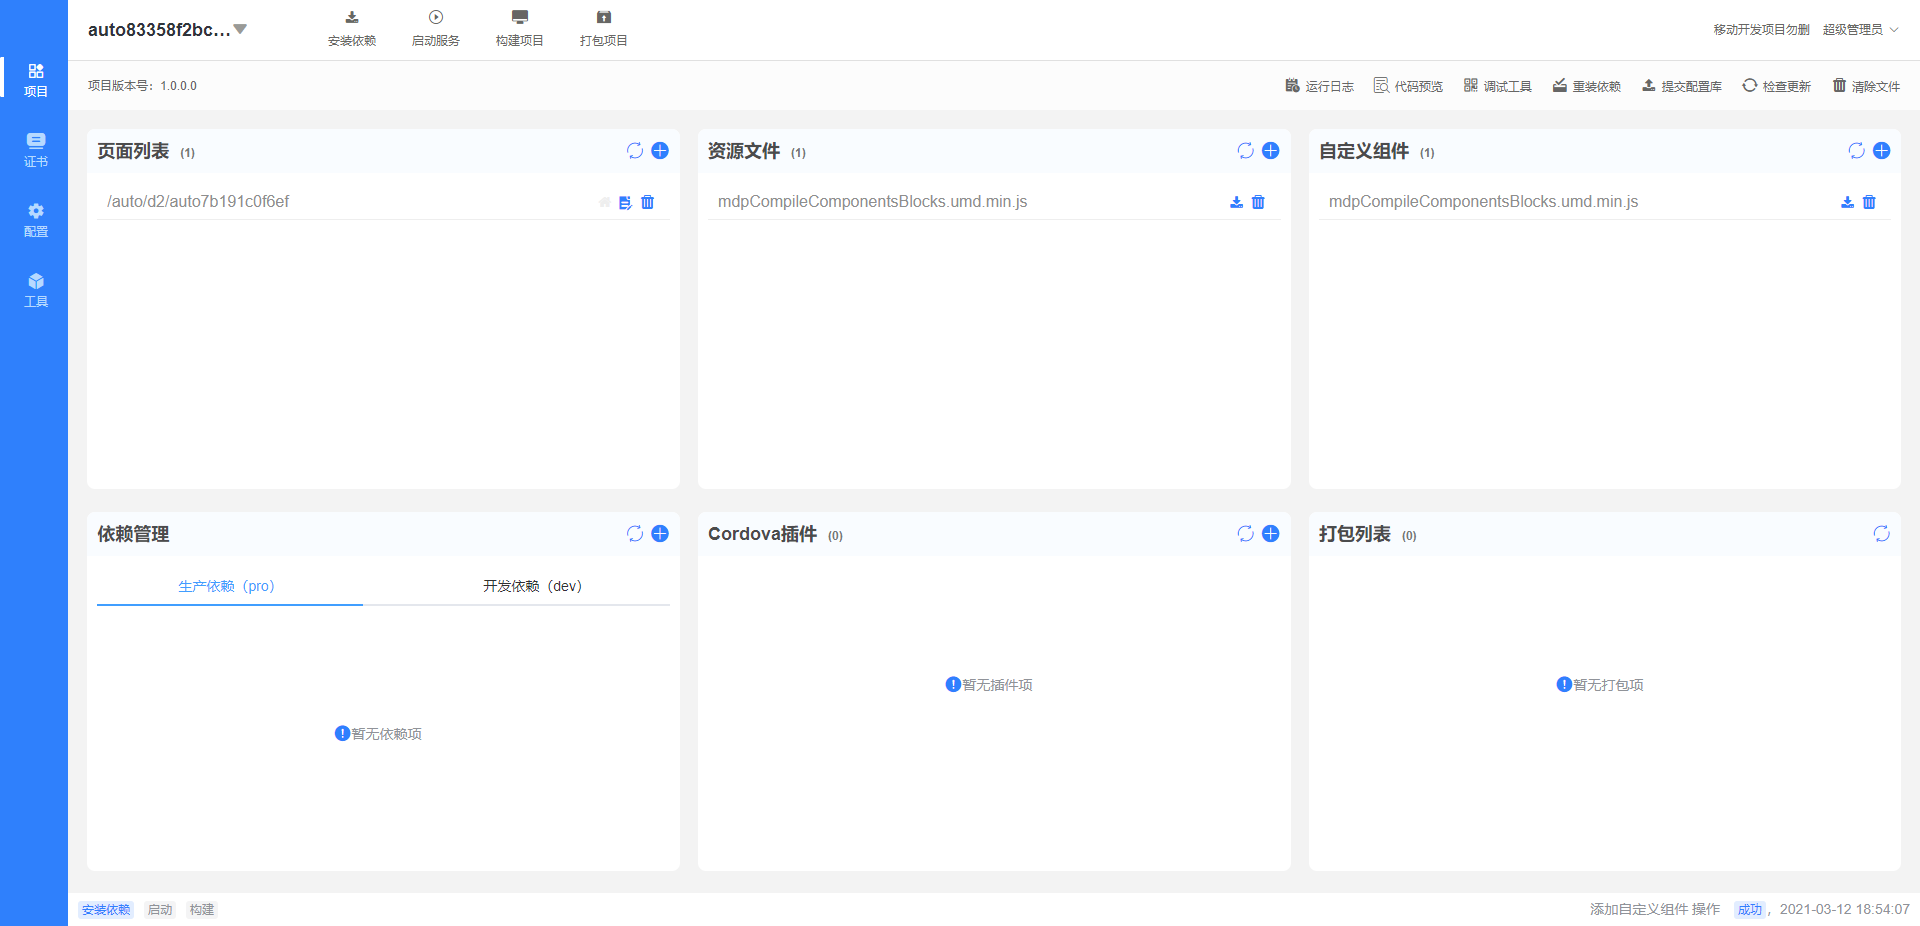 auto83358f2bc...
安装依赖
启动服务
构建项目
打包项目
移动开发项目勿删
超级管理员
项目
证书
配置
工具
项目版本号：1.0.0.0
运行日志
代码预览
调试工具
重装依赖
提交配置库
检查更新
清除文件
页面列表 (1)
/auto/d2/auto7b191c0f6ef
资源文件 (1)
mdpCompileComponentsBlocks.umd.min.js
自定义组件 (1)
mdpCompileComponentsBlocks.umd.min.js
依赖管理
生产依赖（pro）
开发依赖（dev）
暂无依赖项
Cordova插件 (0)
暂无插件项
打包列表 (0)
暂无打包项
安装依赖
启动
构建
添加自定义组件 操作 成功，2021-03-12 18:54:07